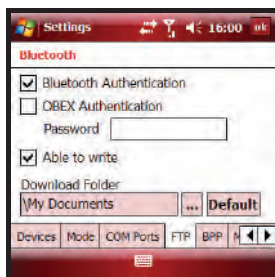 Settings 16:00 ok
Bluetooth
Bluetooth Authentication
OBEX Authentication
Password
Able to write
Download Folder
\My Documents ... Default
Devices Mode COM Ports FTP BPP